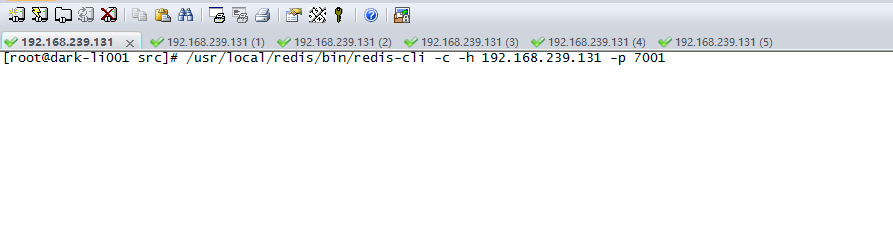 192.168.239.131 192.168.239.131 (1) 192.168.239.131 (2) 192.168.239.131 (3) 192.168.239.131 (4) 192.168.239.131 (5)
[root@dark-li001 src]# /usr/local/redis/bin/redis-cli -c -h 192.168.239.131 -p 7001